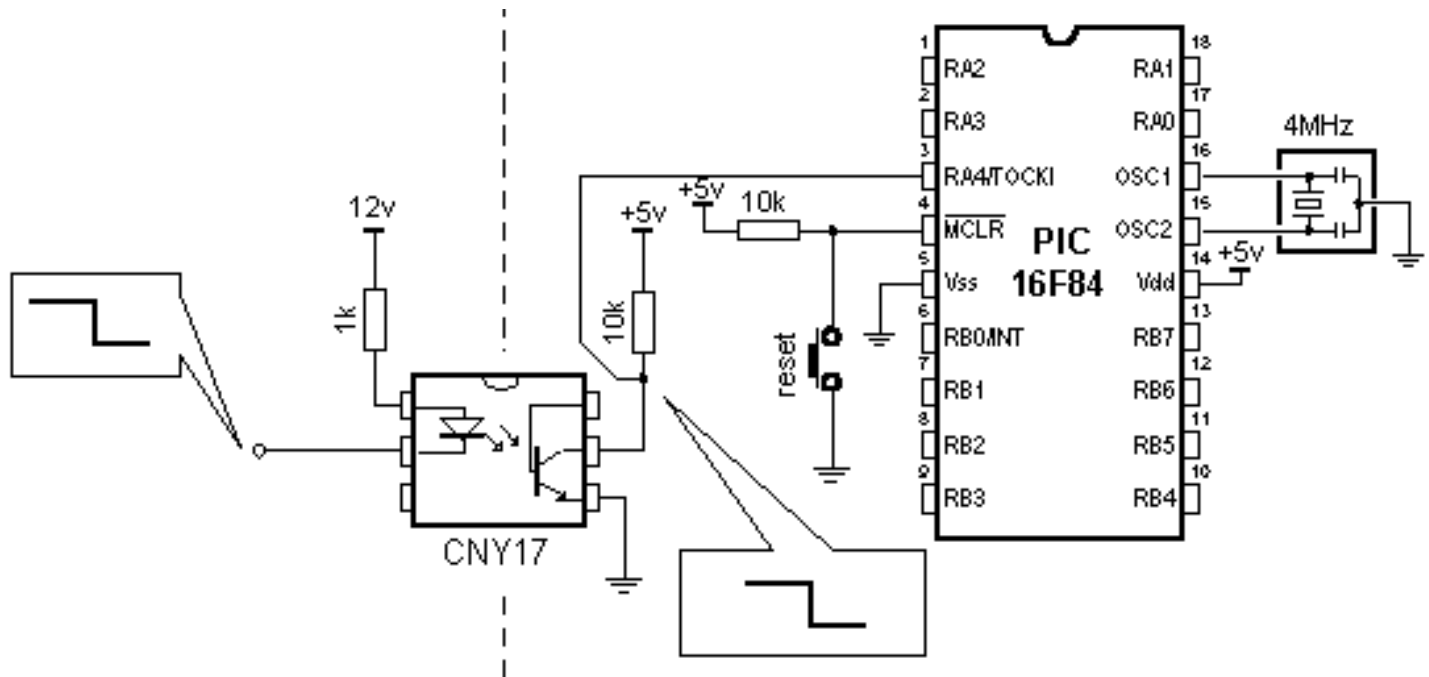 12v
1k
CNY17
+5v
10k
+5v
10k
reset
1
RA2
2
RA3
3
RA4/TOCKI
4
MCLR
5
Vss
6
RB0/INT
7
RB1
8
RB2
9
RB3
PIC
16F84
18
RA1
17
RA0
16
OSC1
15
OSC2
14
Vdd
13
RB7
12
RB6
11
RB5
10
RB4
4MHz
+5v